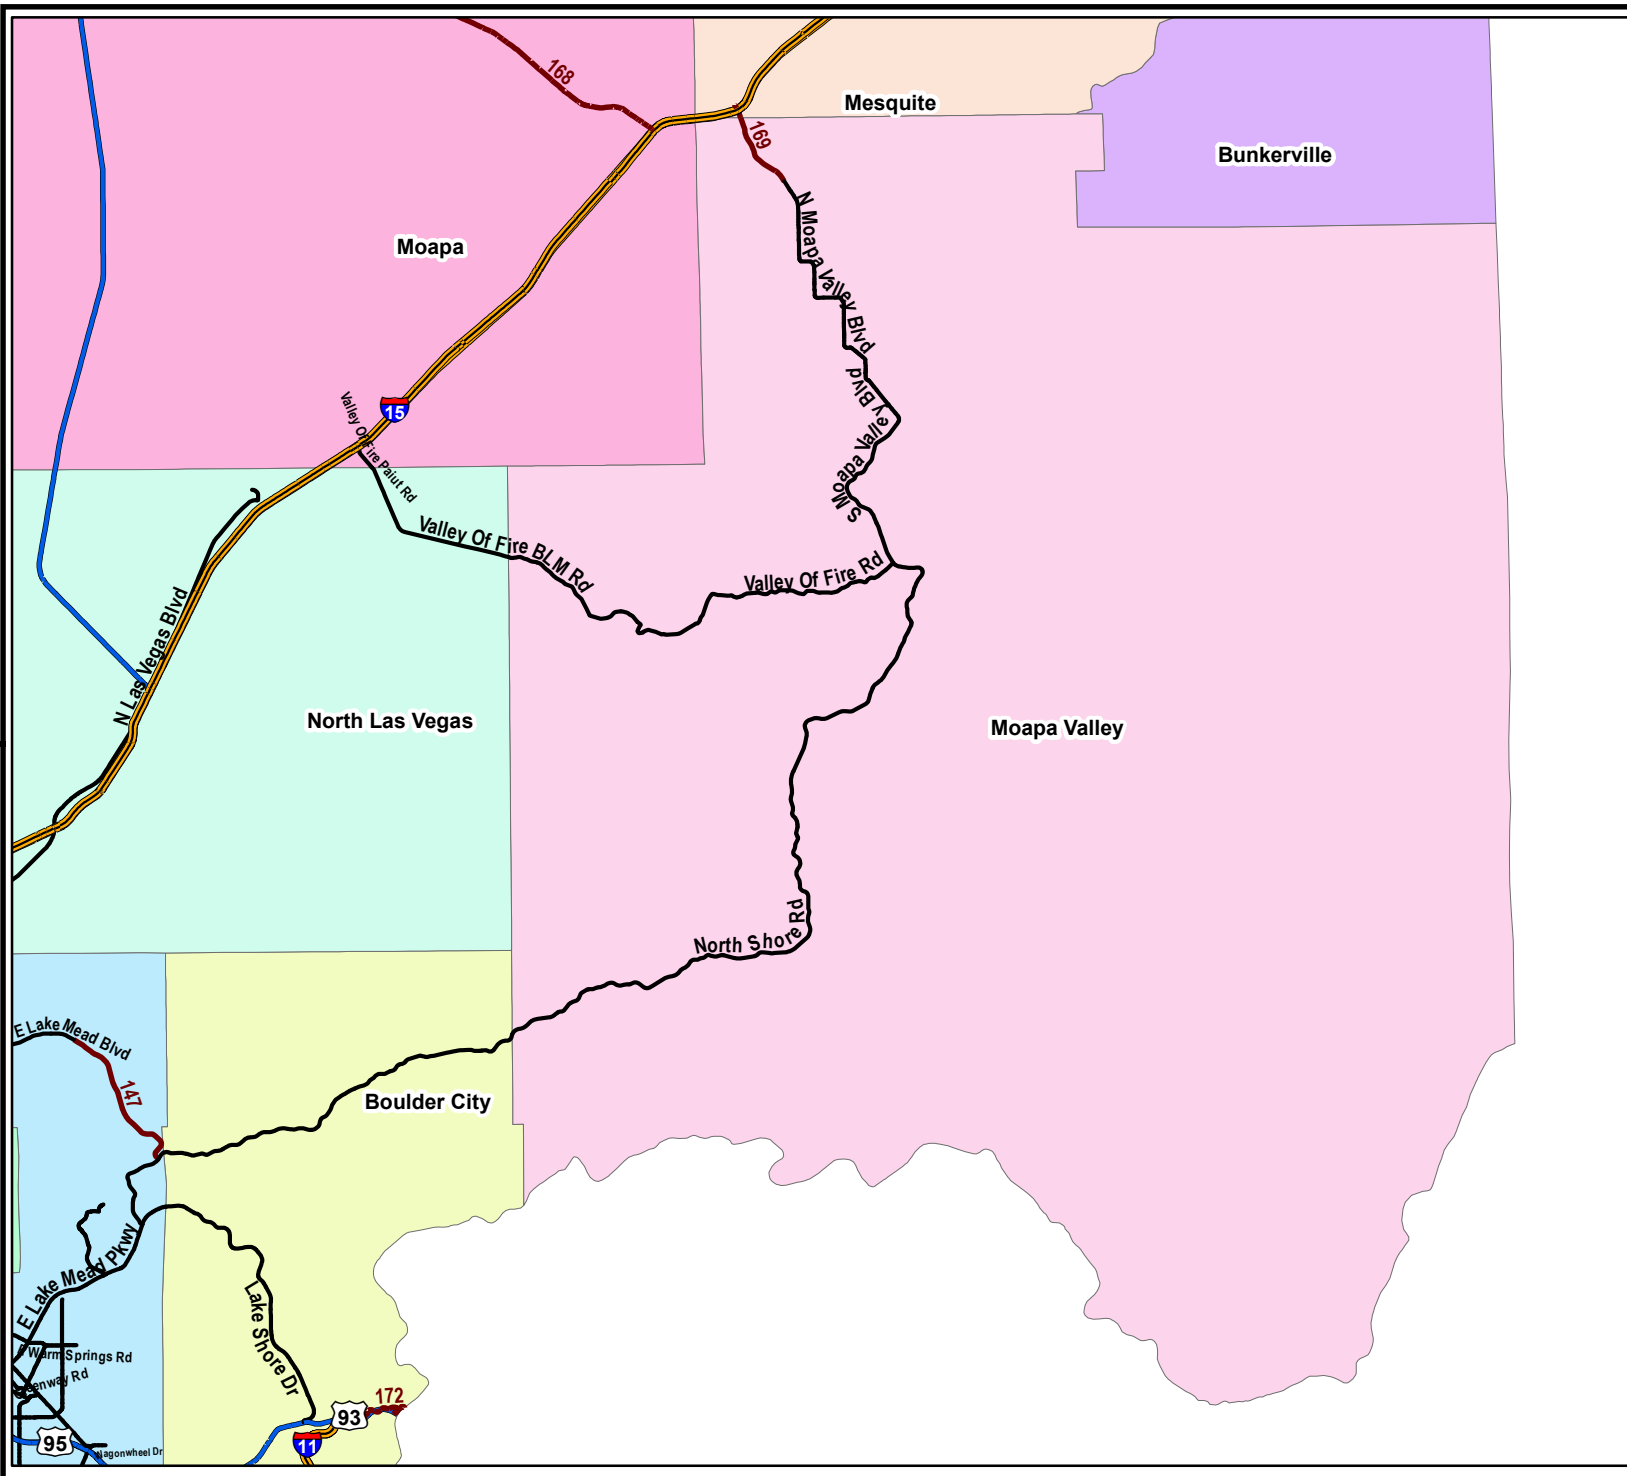 168
Mesquite
169
Bunkerville
N Moapa Valley Blvd
Moapa
S Moapa Valley Blvd
15
Valley Of Fire Paiut Rd
Valley Of Fire BLM Rd
Valley Of Fire Rd
N Las Vegas Blvd
North Las Vegas
Moapa Valley
North Shore Rd
E Lake Mead Blvd
147
Boulder City
E Lake Mead Pkwy
Lake Shore Dr
Warm Springs Rd
172
93
11
95